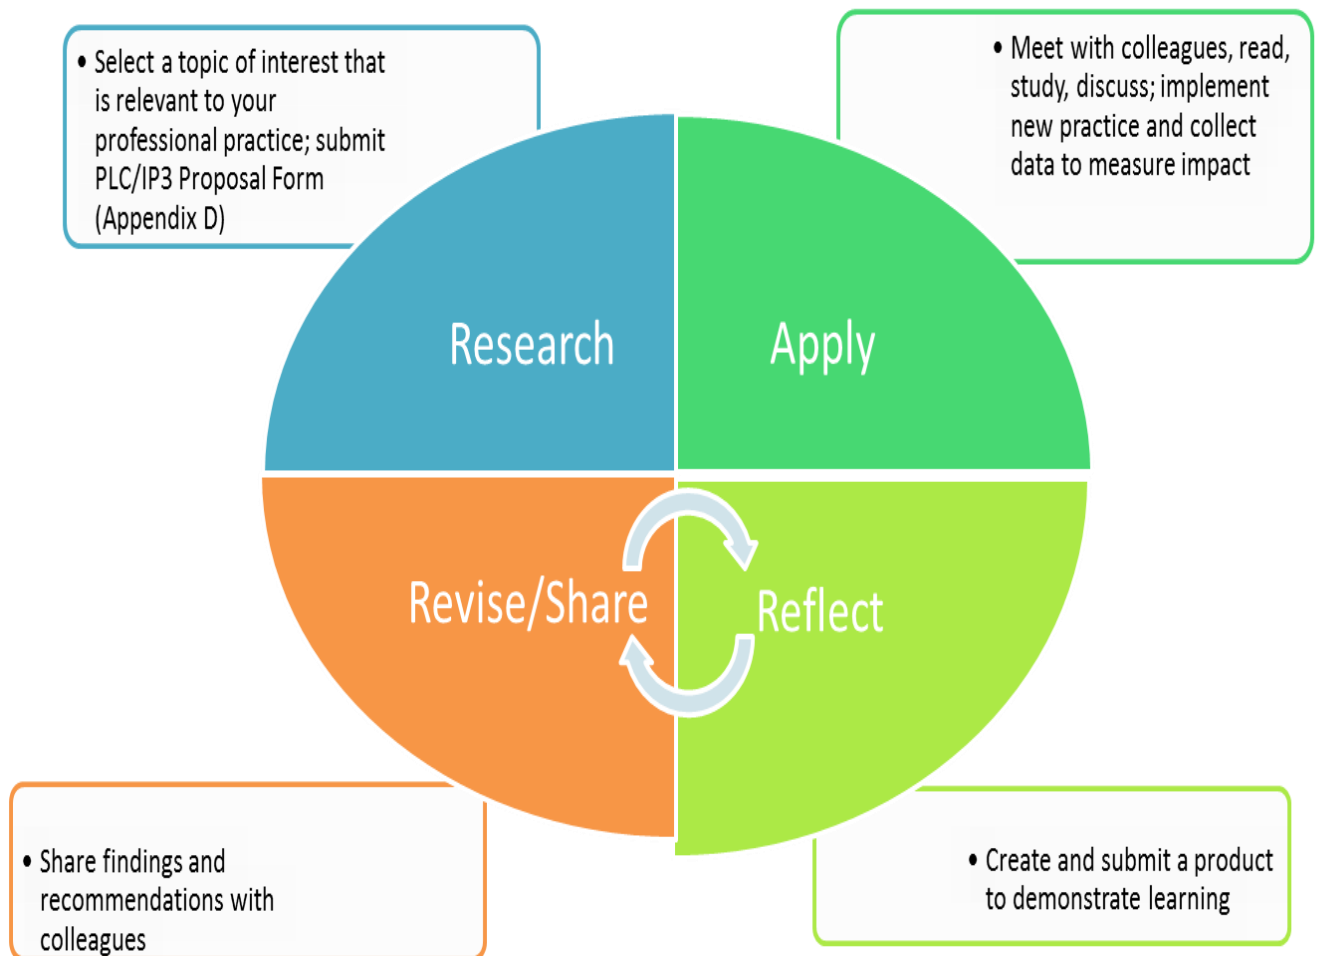 • Select a topic of interest that
is relevant to your
professional practice; submit
PLC/IP3 Proposal Form
(Appendix D)
• Meet with colleagues, read,
study, discuss; implement
new practice and collect
data to measure impact
Research
Apply
Revise/Share
Reflect
• Share findings and
recommendations with
colleagues
• Create and submit a product
to demonstrate learning